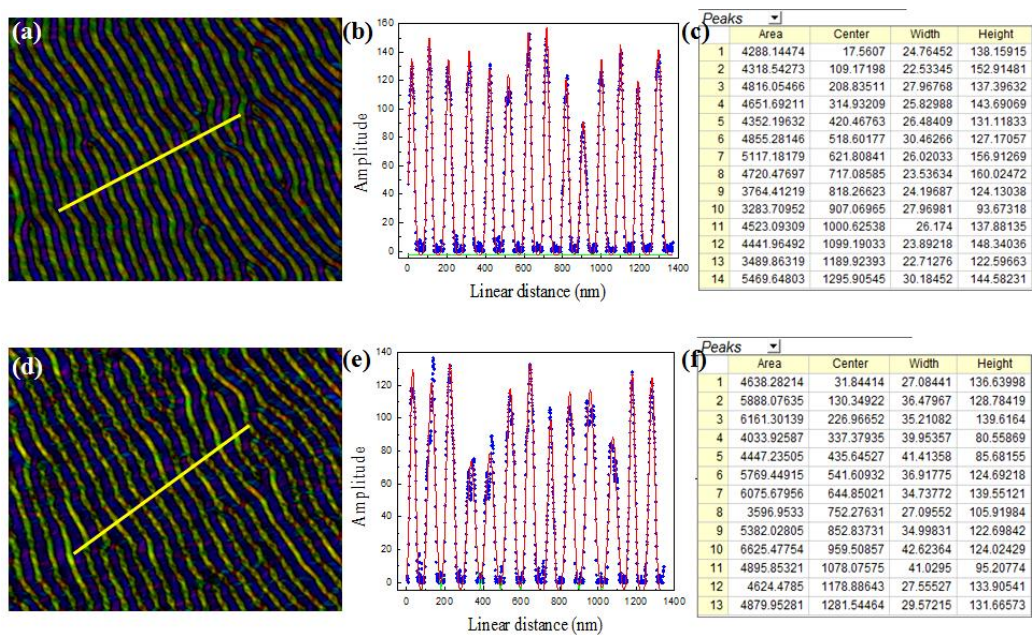 (a)
(b)
Amplitude
160
140
120
100
80
60
40
20
0
0 200 400 600 800 1000 1200 1400
Linear distance (nm)
(c)
Peaks
Area Center Width Height
1 4288.14474 17.5607 24.76452 138.15915
2 4318.54273 109.17198 22.53345 152.91481
3 4816.05466 208.83511 27.96768 137.39632
4 4651.69211 314.93209 25.82988 143.69069
5 4352.19632 420.46763 26.48409 131.11833
6 4855.28146 518.60177 30.46266 127.17057
7 5117.18179 621.80841 26.02033 156.91269
8 4720.47697 717.08585 23.53634 160.02472
9 3764.41219 818.26623 24.19687 124.13038
10 3283.70952 907.06965 27.96981 93.67318
11 4523.09309 1000.62538 26.174 137.88135
12 4441.96492 1099.19033 23.89218 148.34036
13 3489.86319 1189.92393 22.71276 122.59663
14 5469.64803 1295.90545 30.18452 144.58231
(d)
(e)
Amplitude
140
120
100
80
60
40
20
0
0 200 400 600 800 1000 1200 1400
Linear distance (nm)
(f)
Peaks
Area Center Width Height
1 4638.28214 31.84414 27.08441 136.63998
2 5888.07635 130.34922 36.47967 128.78419
3 6161.30139 226.96652 35.21082 139.6164
4 4033.92587 337.37935 39.95357 80.55869
5 4447.23505 435.64527 41.41358 85.68155
6 5769.44915 541.60932 36.91775 124.69218
7 6075.67956 644.85021 34.73772 139.55121
8 3596.9533 752.27631 27.09552 105.91984
9 5382.02805 852.83731 34.99831 122.69842
10 6625.47754 959.50857 42.62364 124.02429
11 4895.85321 1078.07575 41.0295 95.20774
12 4624.4785 1178.88643 27.55527 133.90541
13 4879.95281 1281.54464 29.57215 131.66573